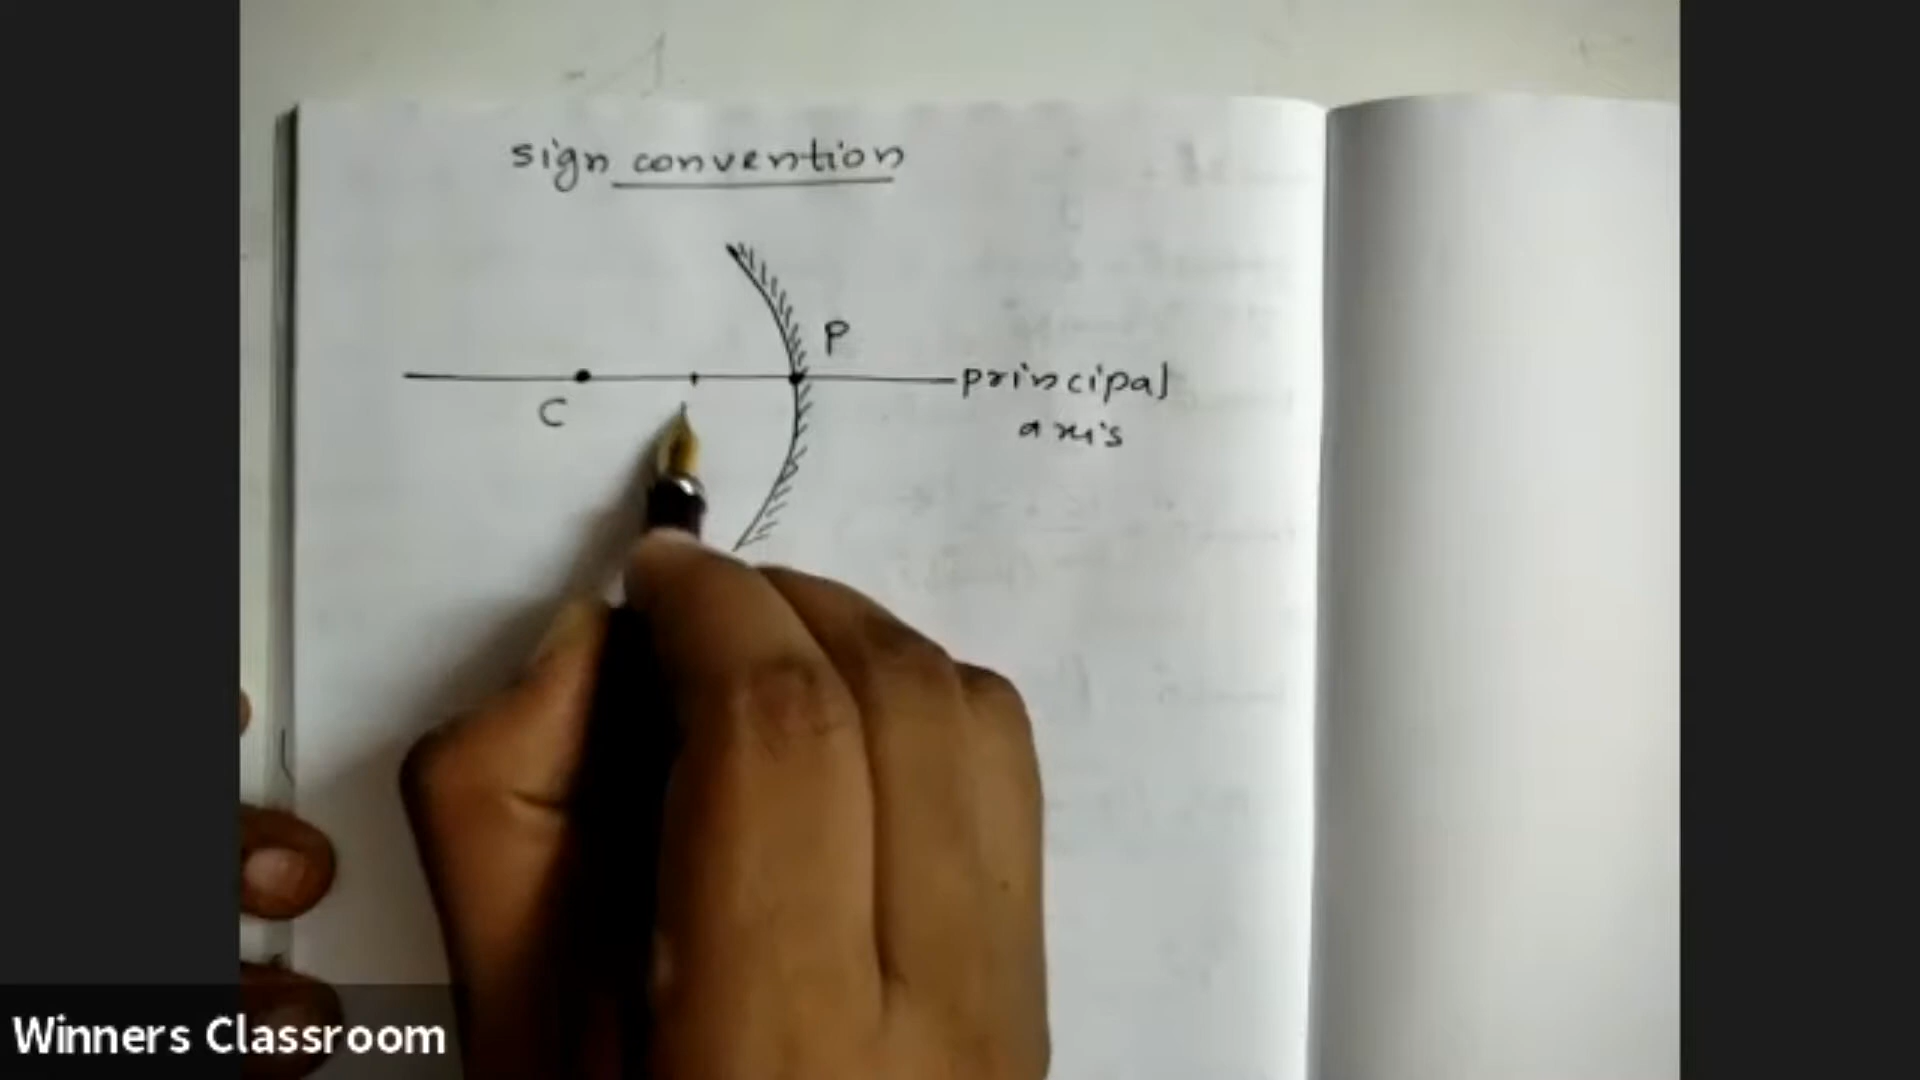 sign convention
P
principal
axis
C
Winners Classroom